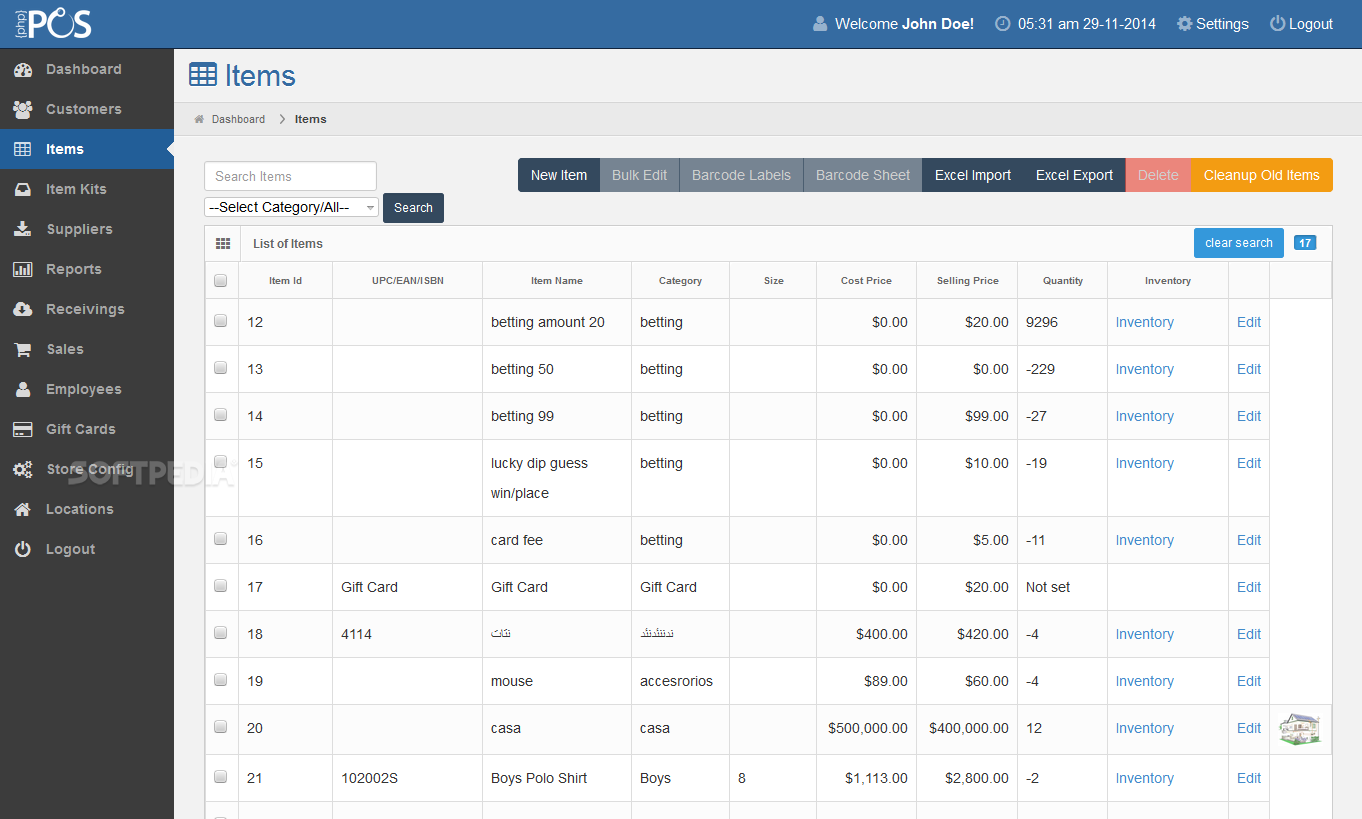 {php}POS
Welcome John Doe! 05:31 am 29-11-2014 Settings Logout
Dashboard
Customers
Items
Item Kits
Suppliers
Reports
Receivings
Sales
Employees
Gift Cards
Store Config
Locations
Logout
SOFTPEDIA
Items
Dashboard > Items
Search Items
New Item Bulk Edit Barcode Labels Barcode Sheet Excel Import Excel Export Delete Cleanup Old Items
--Select Category/All-- Search
List of Items clear search 17
Item Id UPC/EAN/ISBN Item Name Category Size Cost Price Selling Price Quantity Inventory
12 betting amount 20 betting $0.00 $20.00 9296 Inventory Edit
13 betting 50 betting $0.00 $0.00 -229 Inventory Edit
14 betting 99 betting $0.00 $99.00 -27 Inventory Edit
15 lucky dip guess betting $0.00 $10.00 -19 Inventory Edit
win/place
16 card fee betting $0.00 $5.00 -11 Inventory Edit
17 Gift Card Gift Card Gift Card $0.00 $20.00 Not set Edit
18 4114 $400.00 $420.00 -4 Inventory Edit
19 mouse accesrorios $89.00 $60.00 -4 Inventory Edit
20 casa casa $500,000.00 $400,000.00 12 Inventory Edit
21 102002S Boys Polo Shirt Boys 8 $1,113.00 $2,800.00 -2 Inventory Edit